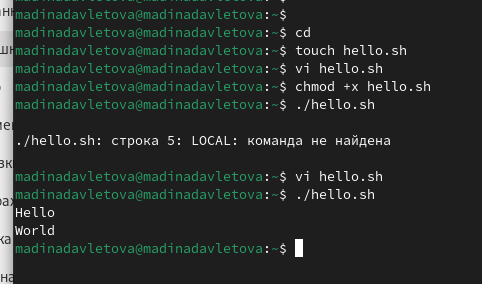 madinadavletova@madinadavletova:~$
madinadavletova@madinadavletova:~$ cd
madinadavletova@madinadavletova:~$ touch hello.sh
madinadavletova@madinadavletova:~$ vi hello.sh
madinadavletova@madinadavletova:~$ chmod +x hello.sh
madinadavletova@madinadavletova:~$ ./hello.sh
./hello.sh: строка 5: LOCAL: команда не найдена
madinadavletova@madinadavletova:~$ vi hello.sh
madinadavletova@madinadavletova:~$ ./hello.sh
Hello
World
madinadavletova@madinadavletova:~$